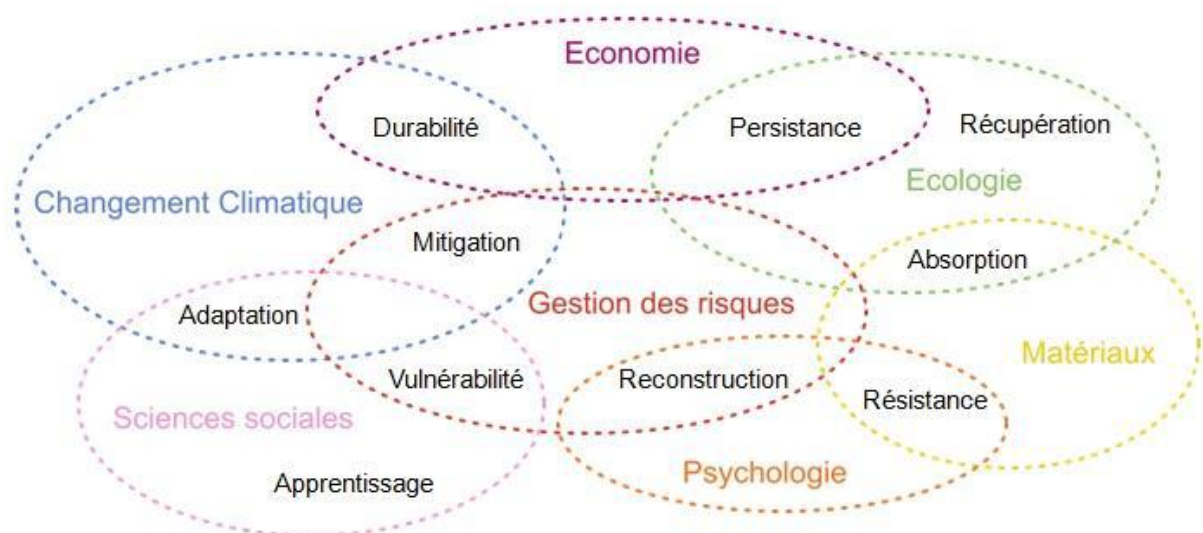 Economie
Durabilité
Persistance
Récupération
Ecologie
Changement Climatique
Mitigation
Absorption
Adaptation
Gestion des risques
Matériaux
Vulnérabilité
Reconstruction
Résistance
Sciences sociales
Psychologie
Apprentissage